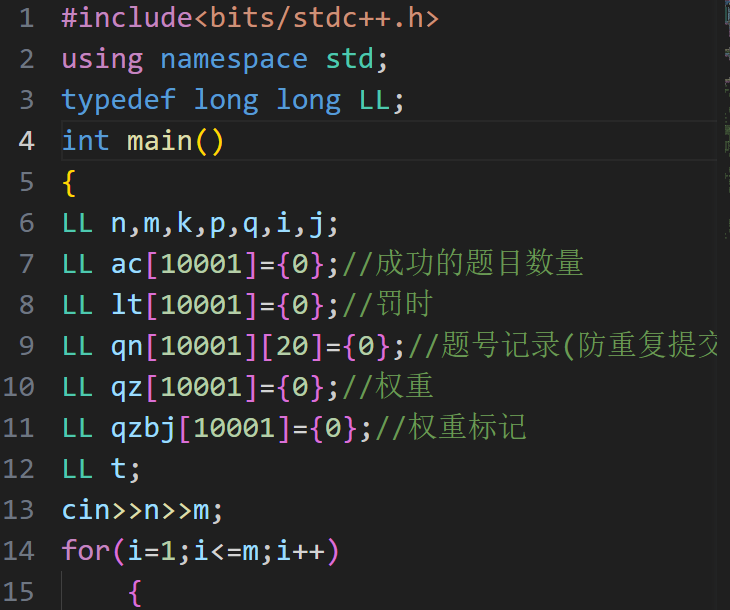 1 #include<bits/stdc++.h>
2 using namespace std;
3 typedef long long LL;
4 int main()
5 {
6 LL n,m,k,p,q,i,j;
7 LL ac[10001]={0};//成功的题目数量
8 LL lt[10001]={0};//罚时
9 LL qn[10001][20]={0};//题号记录(防重复提交
10 LL qz[10001]={0};//权重
11 LL qzbj[10001]={0};//权重标记
12 LL t;
13 cin>>n>>m;
14 for(i=1;i<=m;i++)
15 {